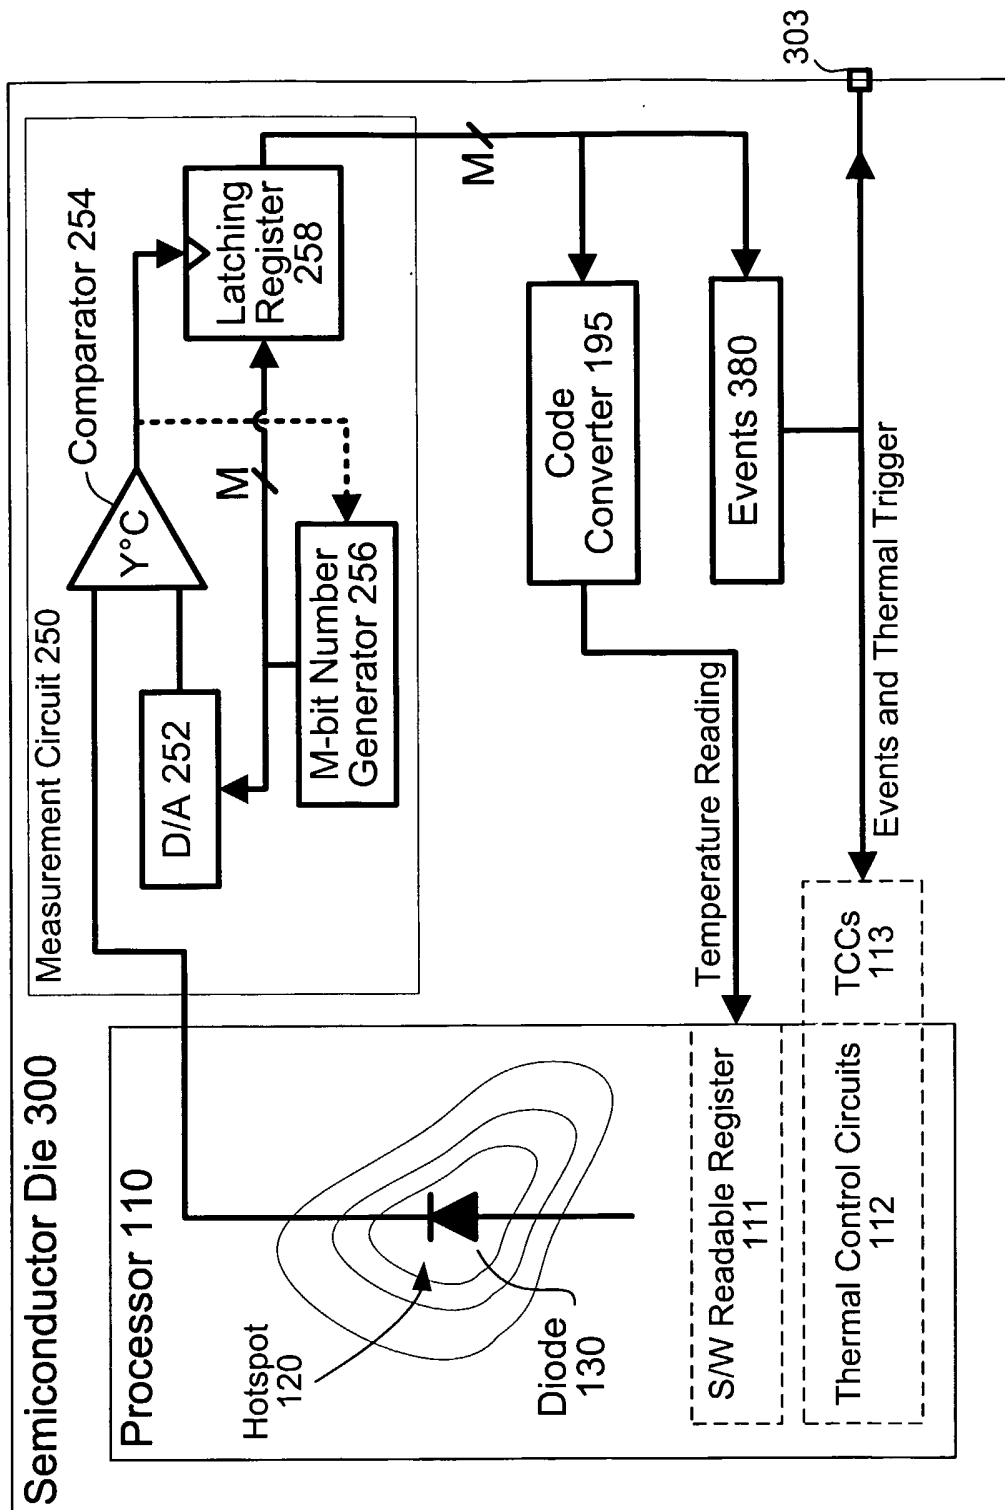 Semiconductor Die 300
Processor 110
Hotspot
120
Diode
130
S/W Readable Register
111
Thermal Control Circuits
112
TCCs
113
Measurement Circuit 250
D/A 252
Y°C
Comparator 254
M-bit Number
Generator 256
M
Latching
Register
258
M
Code
Converter 195
Events 380
Temperature Reading
Events and Thermal Trigger
303